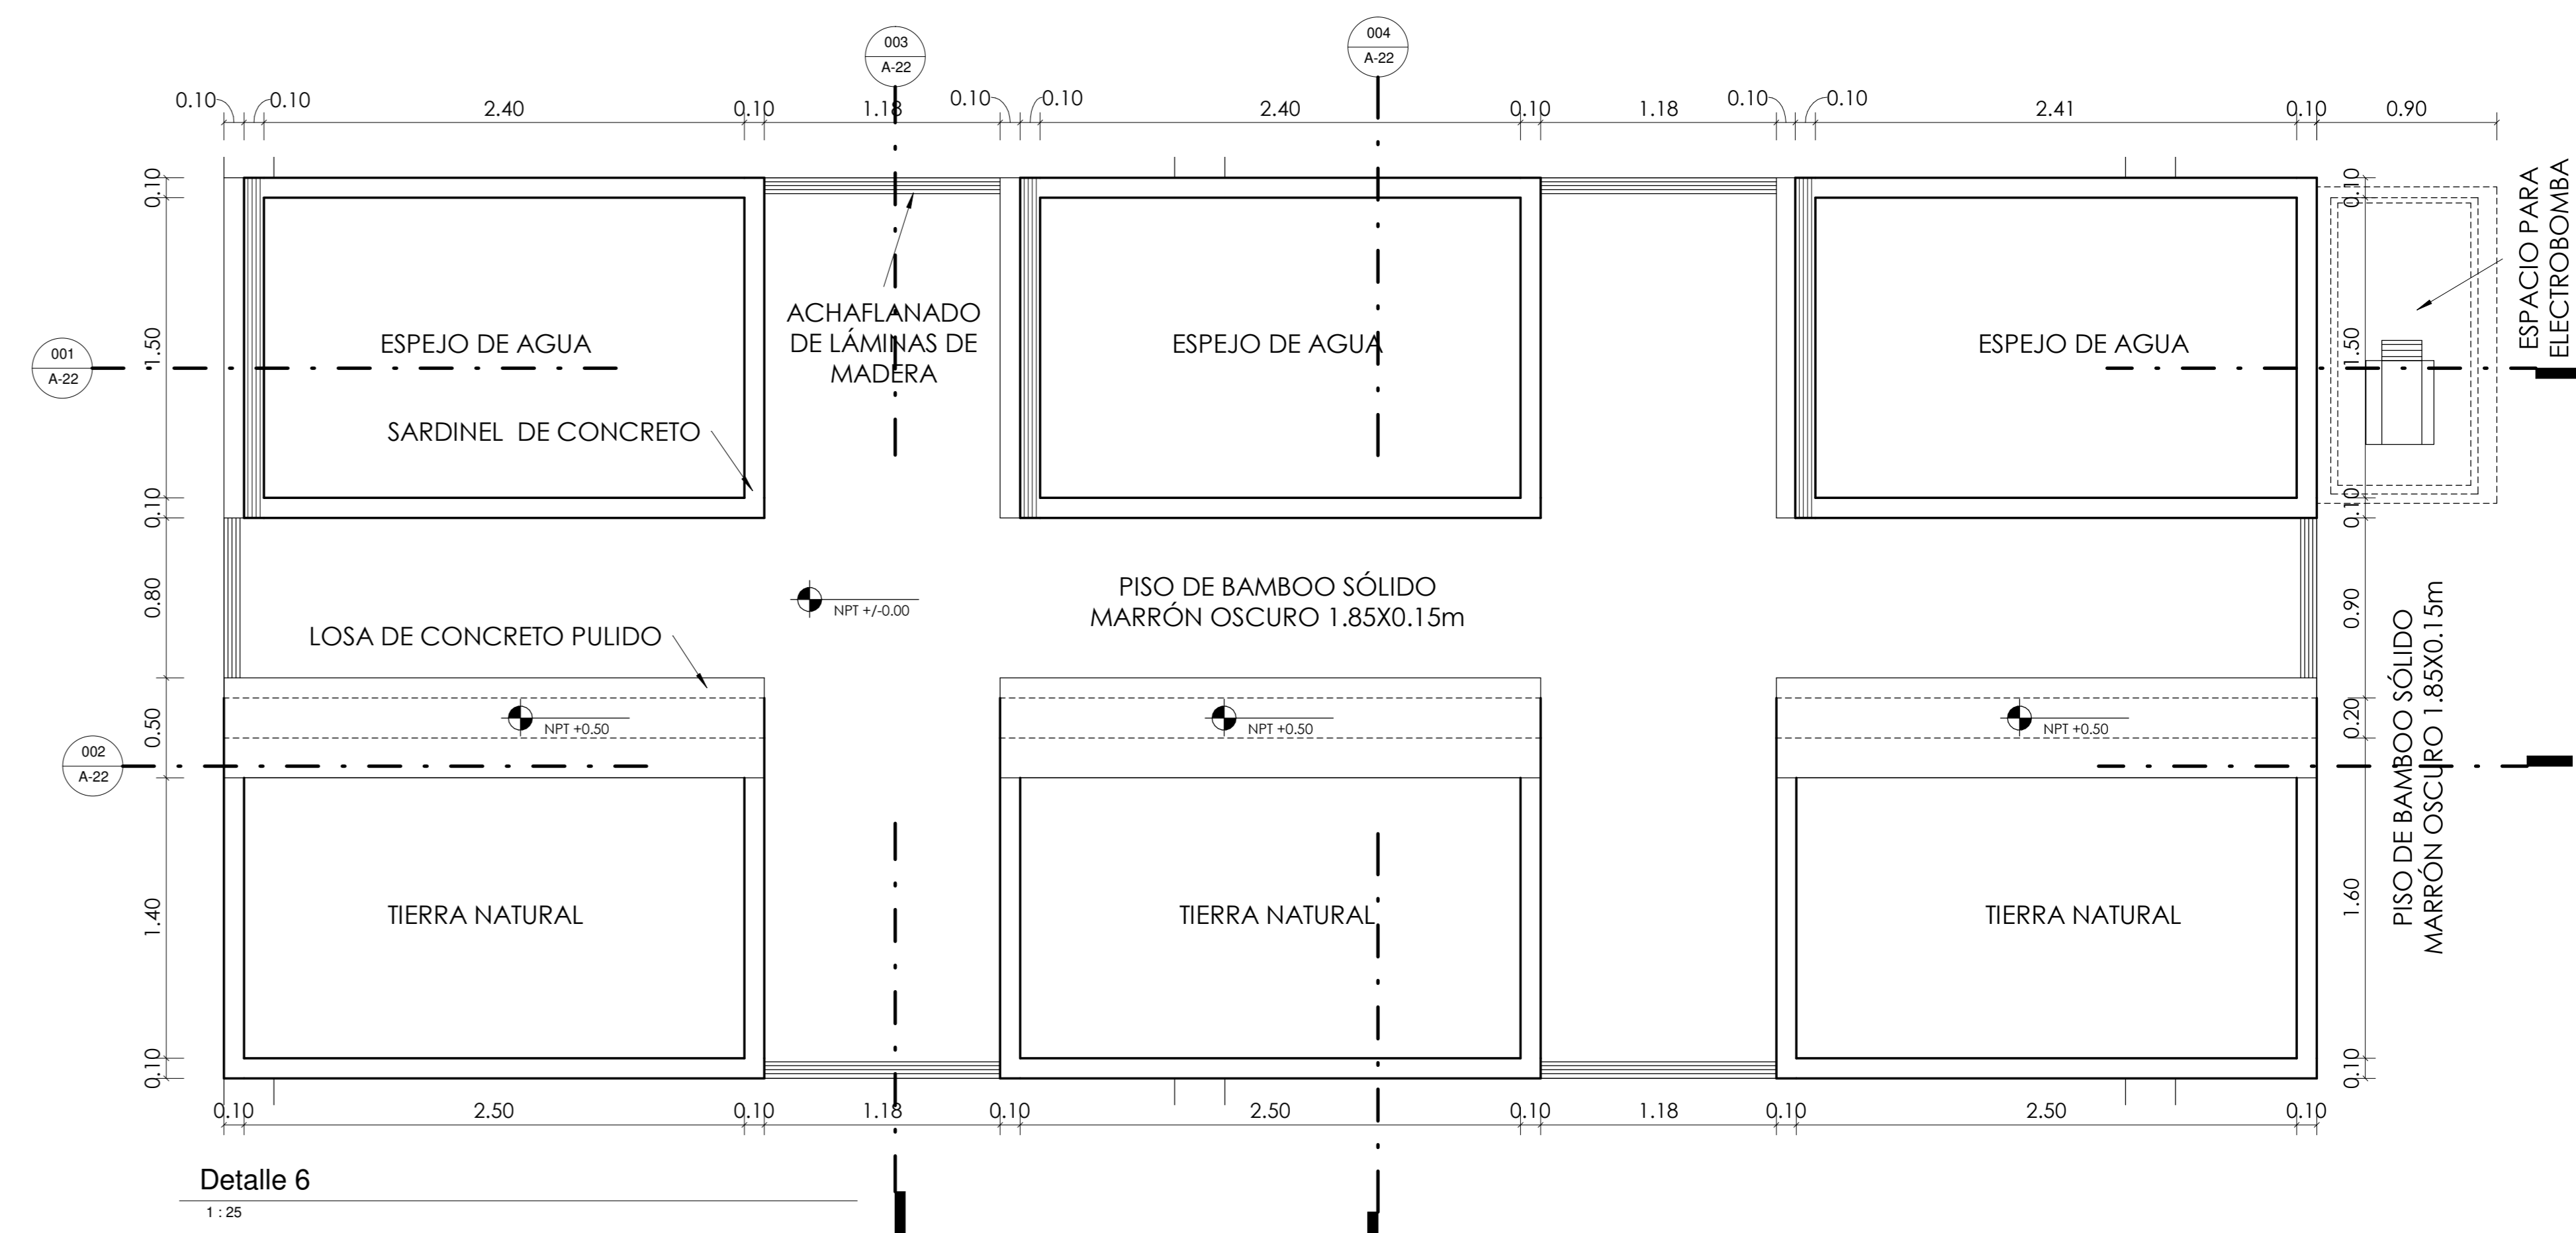 003
A-22
004
A-22
0.10
0.10
2.40
0.10
1.18
0.10
0.10
2.40
0.10
1.18
0.10
0.10
2.41
0.10
0.90
0.10
1.50
0.10
0.80
0.50
1.40
0.10
001
A-22
002
A-22
ESPEJO DE AGUA
SARDINEL DE CONCRETO
ACHAFLANADO
DE LÁMINAS DE
MADERA
ESPEJO DE AGUA
ESPEJO DE AGUA
0.10
1.50
0.10
0.90
0.20
1.60
0.10
ESPACIO PARA
ELECTROBOMBA
NPT +/-0.00
PISO DE BAMBOO SÓLIDO
MARRÓN OSCURO 1.85X0.15m
LOSA DE CONCRETO PULIDO
NPT +0.50
NPT +0.50
NPT +0.50
PISO DE BAMBOO SÓLIDO
MARRÓN OSCURO 1.85X0.15m
TIERRA NATURAL
TIERRA NATURAL
TIERRA NATURAL
0.10
2.50
0.10
1.18
0.10
2.50
0.10
1.18
0.10
2.50
0.10
Detalle 6
1 : 25